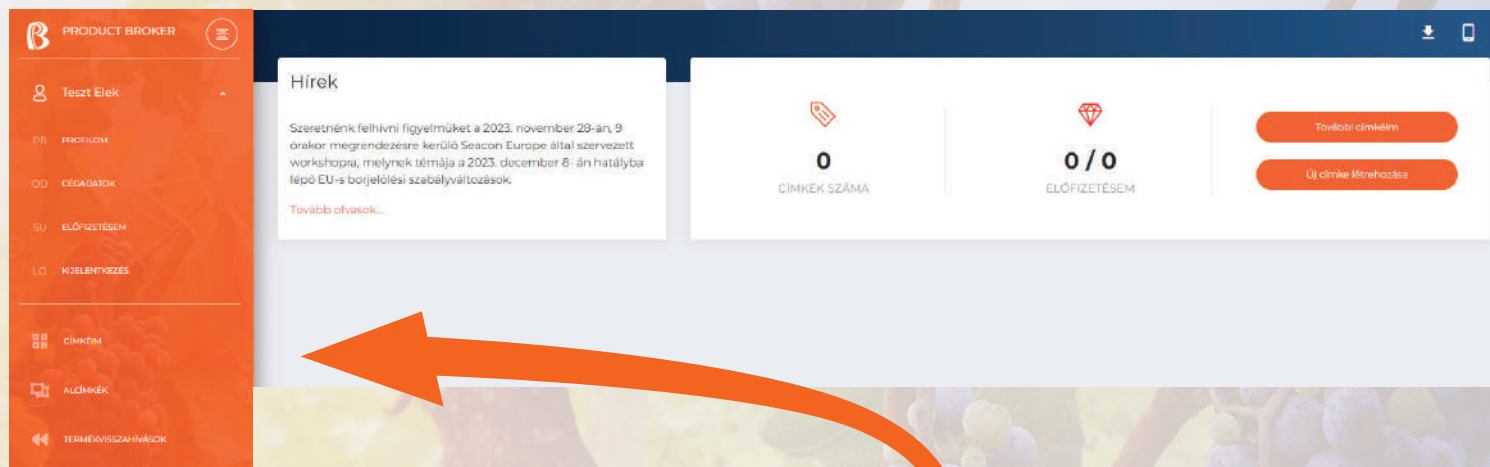 PRODUCT BROKER
Teszt Elek
PR PROFILOM
OD CÉGADATOK
SU ELŐFIZETÉSEM
LO KIJELENTKEZÉS
CÍMKÉIM
ALCÍMKÉK
TERMÉKVISSZAHÍVÁSOK
Hírek
Szeretnénk felhívni figyelmüket a 2023. november 28-án, 9
órakor megrendezésre kerülő Seacon Europe által szervezett
workshopra, melynek témája a 2023. december 8- án hatályba
lépő EU-s borjelölési szabályváltozások.
Tovább olvasok...
0
CÍMKÉK SZÁMA
0 / 0
ELŐFIZETÉSEM
További címkéim
Új címke létrehozása